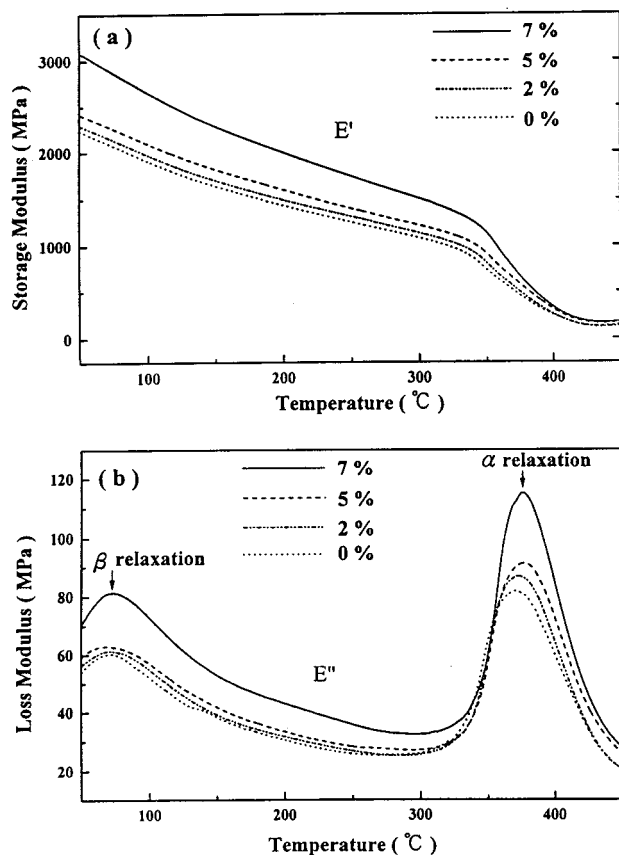 ( a )
7 %
5 %
2 %
0 %
E'
3000
2000
1000
0
Storage Modulus ( MPa )
100
200
300
400
Temperature ( ℃ )
( b )
7 %
5 %
2 %
0 %
α relaxation
β relaxation
E"
120
100
80
60
40
20
Loss Modulus ( MPa )
100
200
300
400
Temperature ( ℃ )